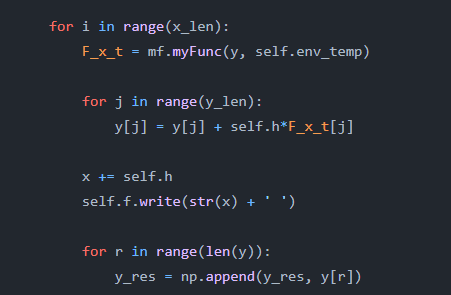 for i in range(x_len):
    F_x_t = mf.myFunc(y, self.env_temp)
    for j in range(y_len):
        y[j] = y[j] + self.h*F_x_t[j]
    x += self.h
    self.f.write(str(x) + ' ')
    for r in range(len(y)):
        y_res = np.append(y_res, y[r])